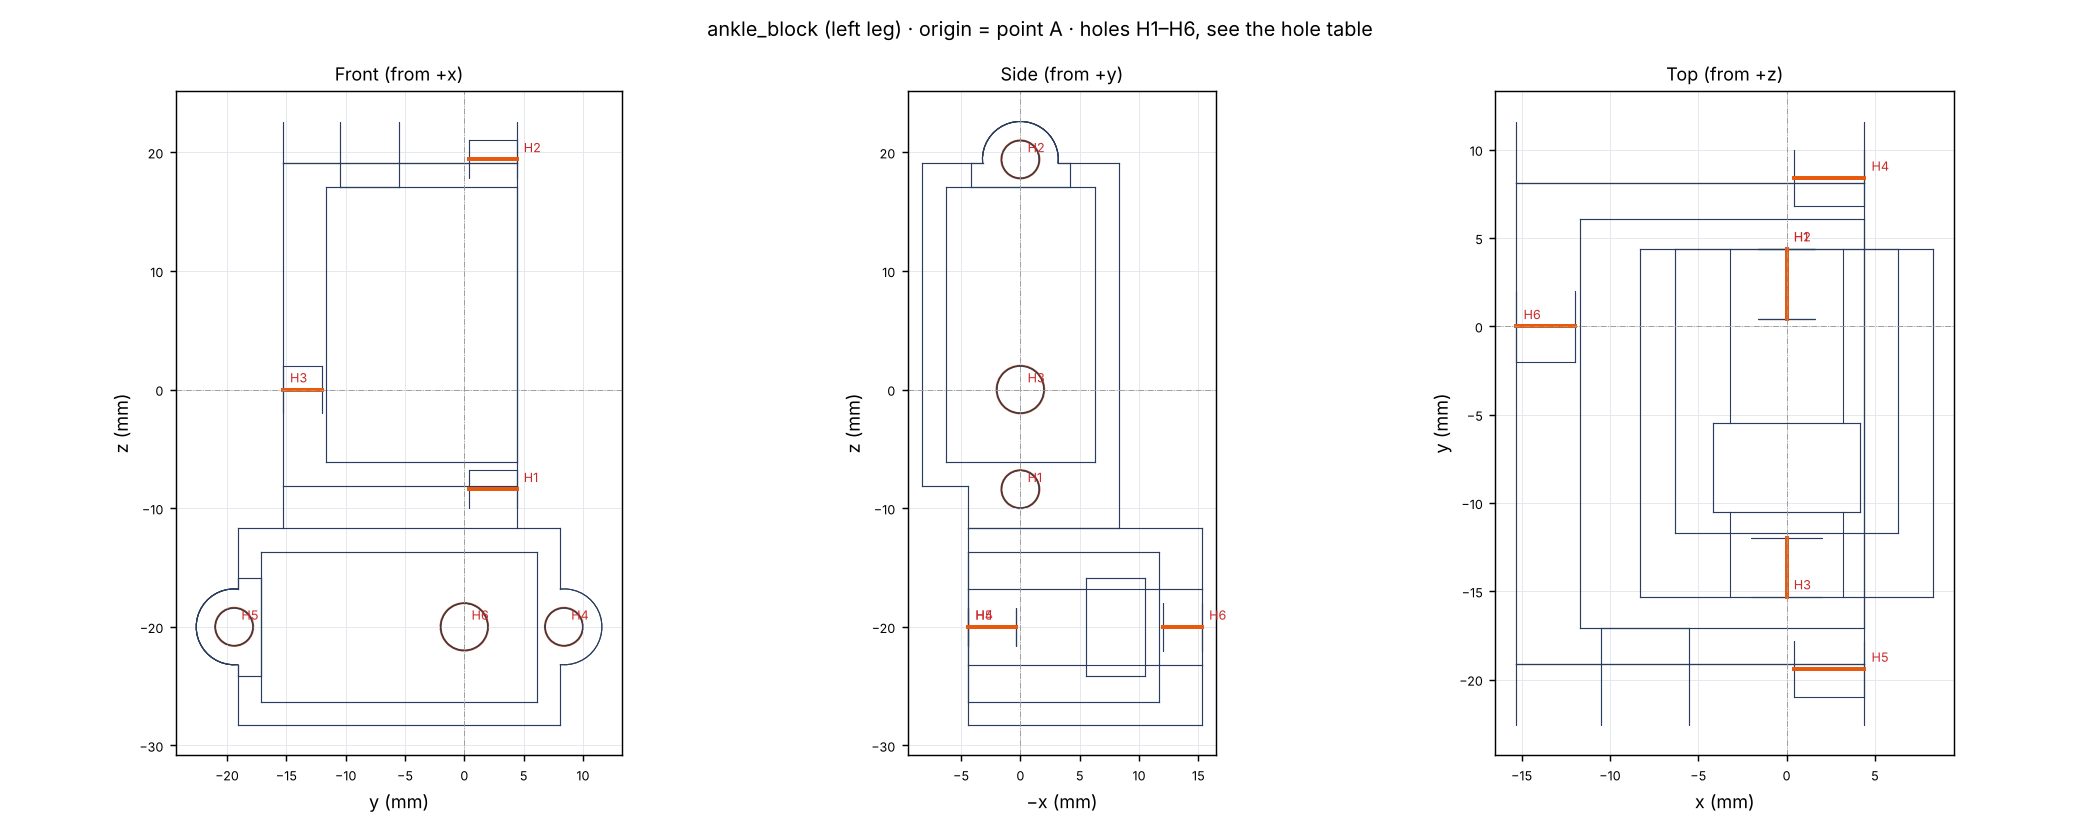 ankle_block (left leg) · origin = point A · holes H1–H6, see the hole table
Front (from +x)
20
10
0
−10
−20
−30
z (mm)
H2
H3
H1
H5
H6
H4
−20
−15
−10
−5
0
5
10
y (mm)
Side (from +y)
20
10
0
−10
−20
−30
z (mm)
H2
H3
H1
H6
−5
0
5
10
15
−x (mm)
Top (from +z)
10
5
0
−5
−10
−15
−20
y (mm)
H4
H6
H3
H5
−15
−10
−5
0
5
x (mm)